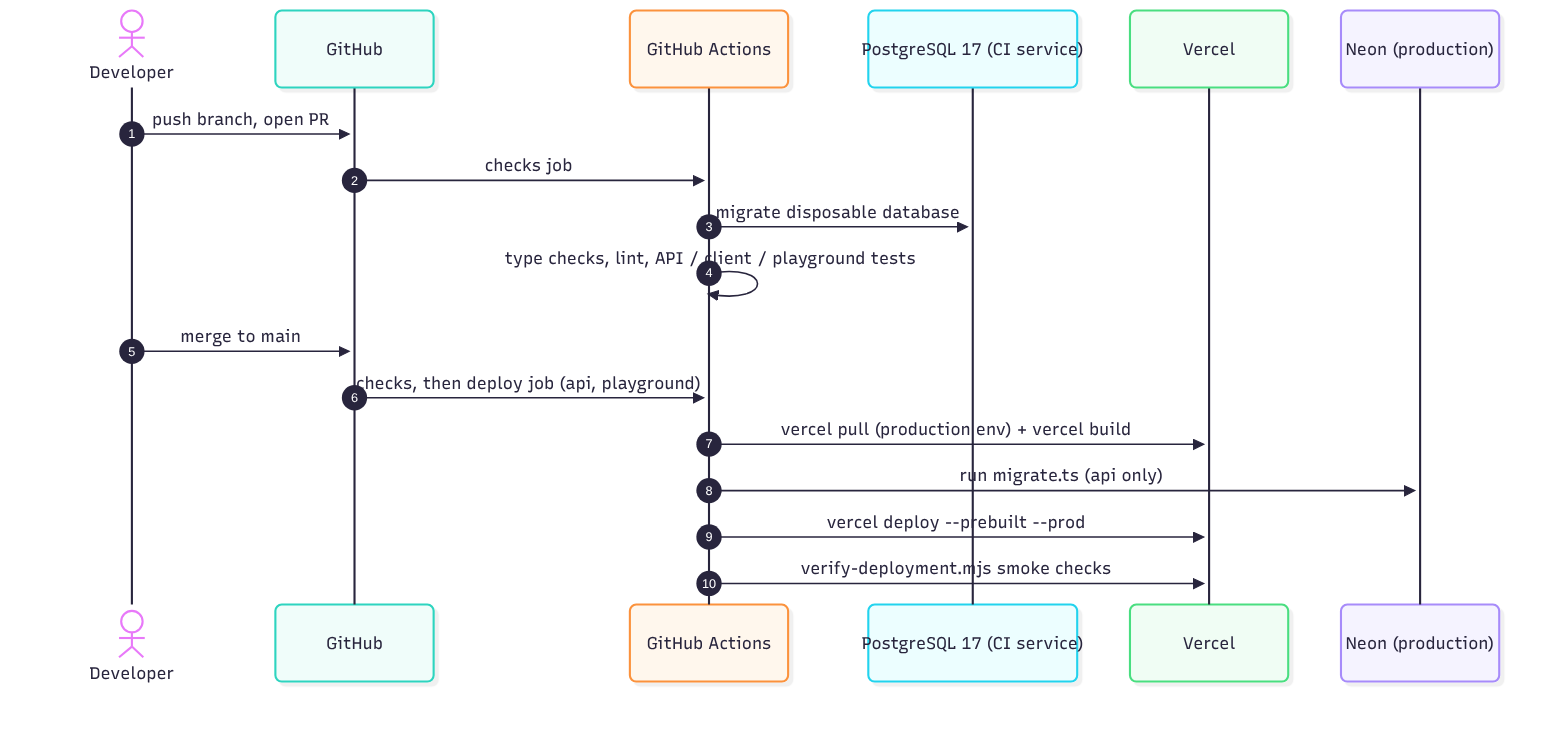 Developer
GitHub
GitHub Actions
PostgreSQL 17 (CI service)
Vercel
Neon (production)
1
push branch, open PR
2
checks job
3
migrate disposable database
4
type checks, lint, API / client / playground tests
5
merge to main
6
checks, then deploy job (api, playground)
7
vercel pull (production env) + vercel build
8
run migrate.ts (api only)
9
vercel deploy --prebuilt --prod
10
verify-deployment.mjs smoke checks
Developer
GitHub
GitHub Actions
PostgreSQL 17 (CI service)
Vercel
Neon (production)